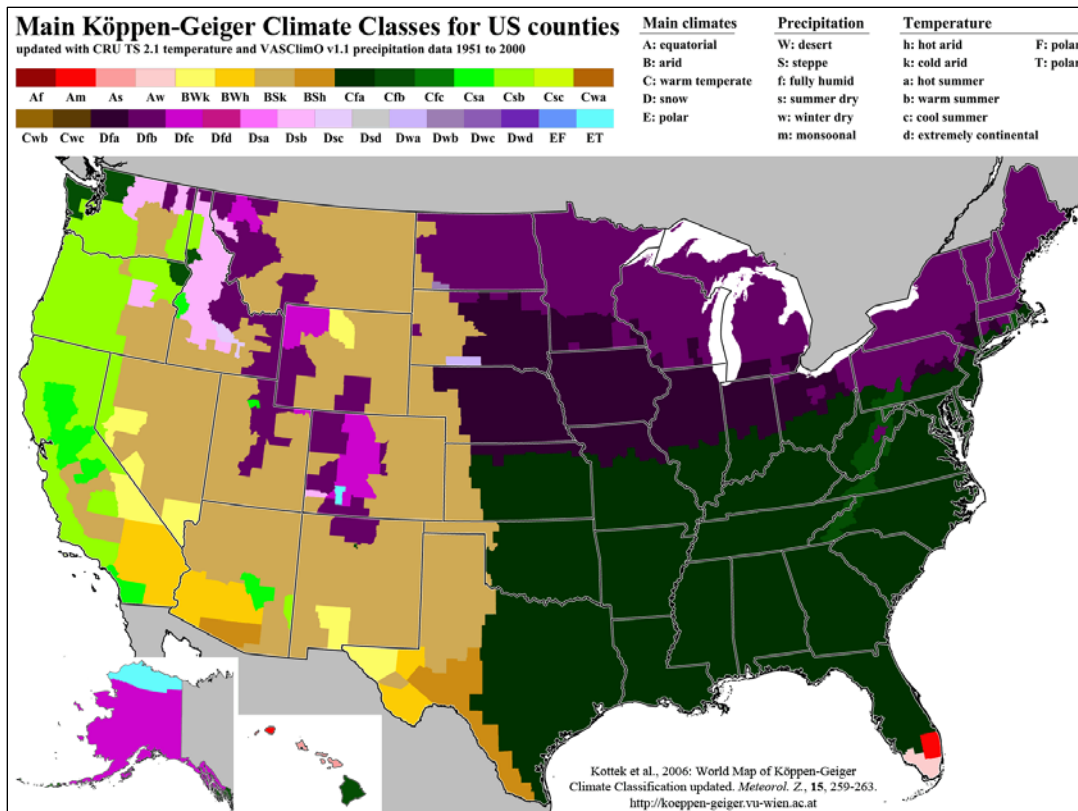 Main Köppen-Geiger Climate Classes for US counties
updated with CRU TS 2.1 temperature and VASClimO v1.1 precipitation data 1951 to 2000
Af Am As Aw BWk BWh BSk BSh Cfa Cfb Cfc Csa Csb Csc Cwa
Cwb Cwc Dfa Dfb Dfc Dfd Dsa Dsb Dsc Dsd Dwa Dwb Dwc Dwd EF ET
Main climates
A: equatorial
B: arid
C: warm temperate
D: snow
E: polar
Precipitation
W: desert
S: steppe
f: fully humid
s: summer dry
w: winter dry
m: monsoonal
Temperature
h: hot arid
k: cold arid
a: hot summer
b: warm summer
c: cool summer
d: extremely continental
F: polar
T: polar
Kottek et al., 2006: World Map of Köppen-Geiger
Climate Classification updated. Meteorol. Z., 15, 259-263.
http://koeppen-geiger.vu-wien.ac.at